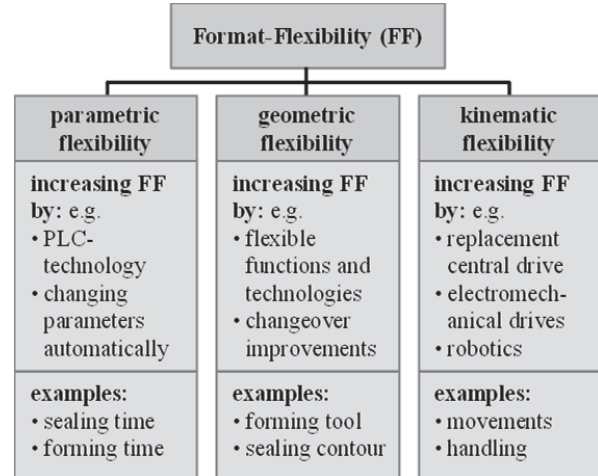 Format-Flexibility (FF)
parametric
flexibility
increasing FF
by: e.g.
• PLC-
technology
• changing
parameters
automatically
examples:
• sealing time
• forming time
geometric
flexibility
increasing FF
by: e.g.
• flexible
functions and
technologies
• changeover
improvements
examples:
• forming tool
• sealing contour
kinematic
flexibility
increasing FF
by: e.g.
• replacement
central drive
• electromech-
anical drives
• robotics
examples:
• movements
• handling